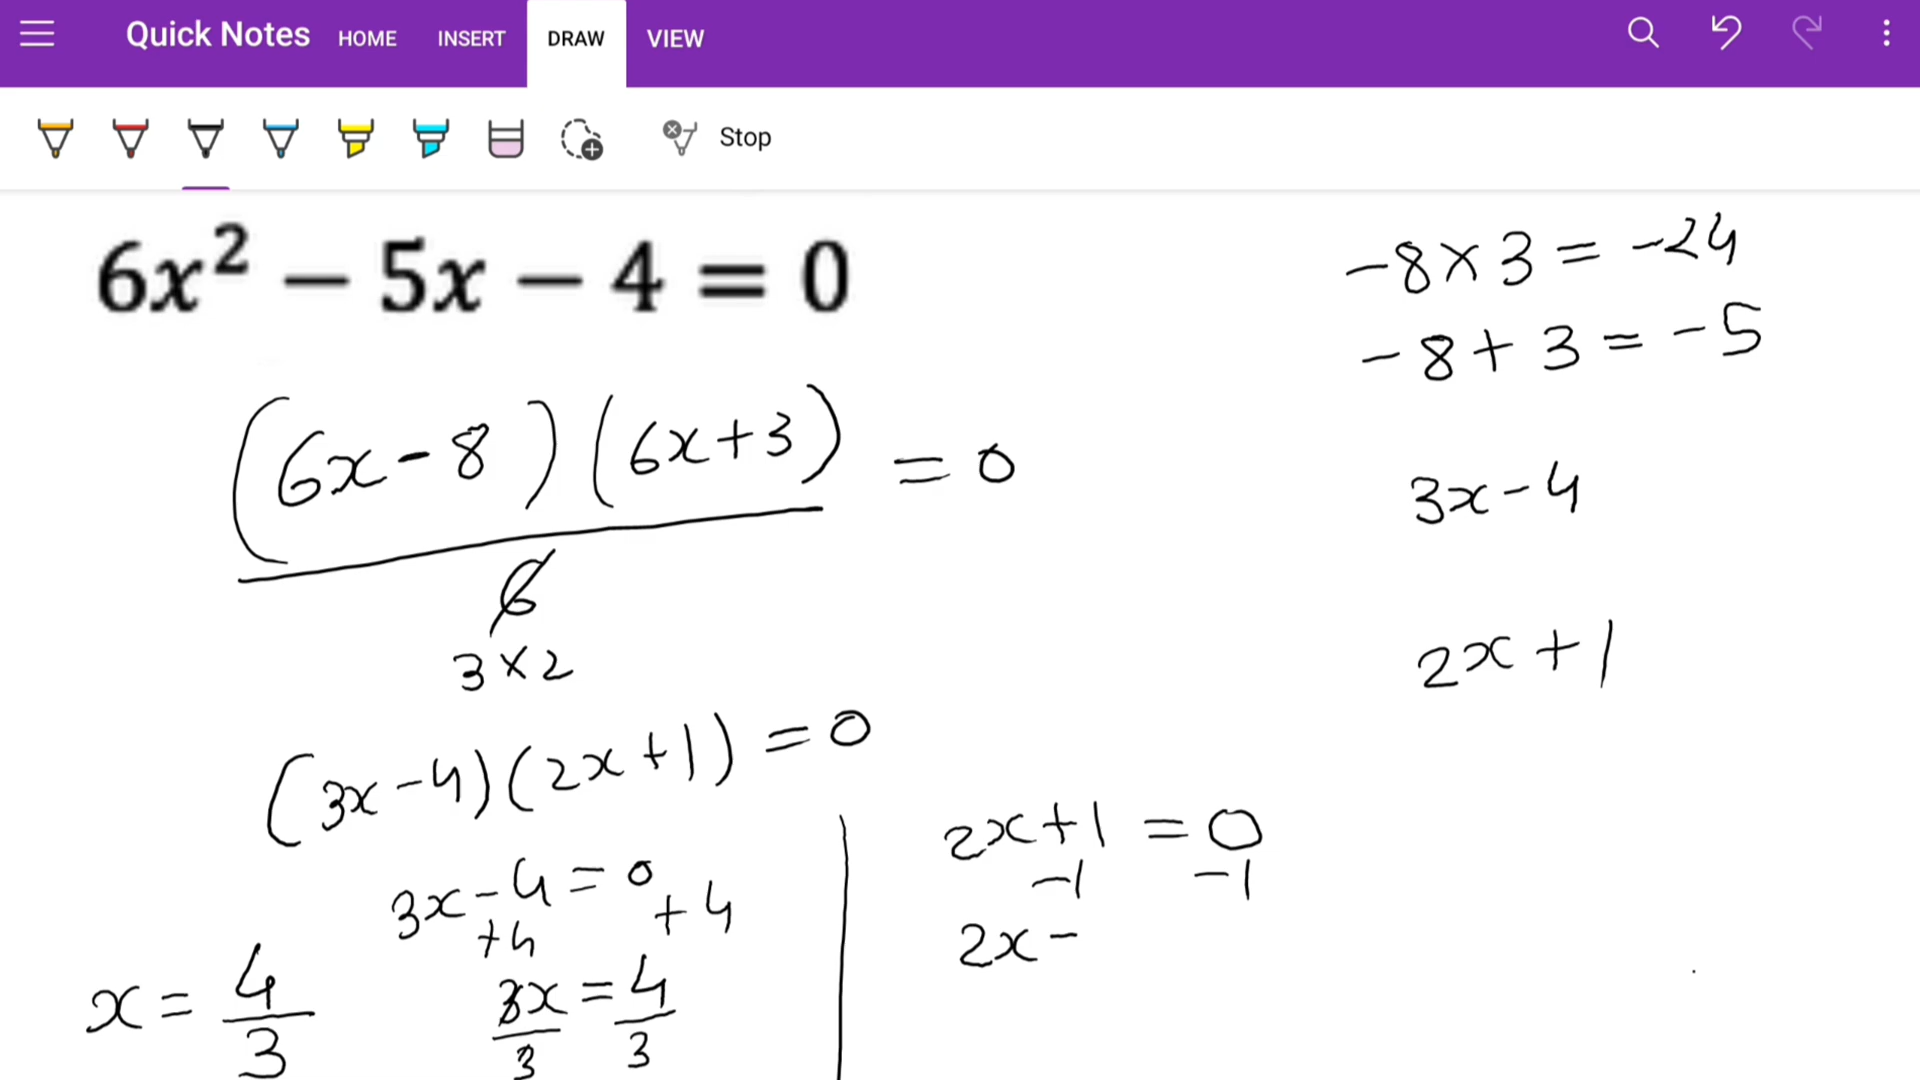 Quick Notes HOME INSERT DRAW VIEW
Stop
6x² − 5x − 4 = 0
-8 × 3 = -24
-8 + 3 = -5
(6x - 8) (6x + 3) = 0
6
3 × 2
3x - 4
2x + 1
(3x - 4) (2x + 1) = 0
3x - 4 = 0
+4 +4
3x = 4
3 3
x = 4
3
2x + 1 = 0
-1 -1
2x -